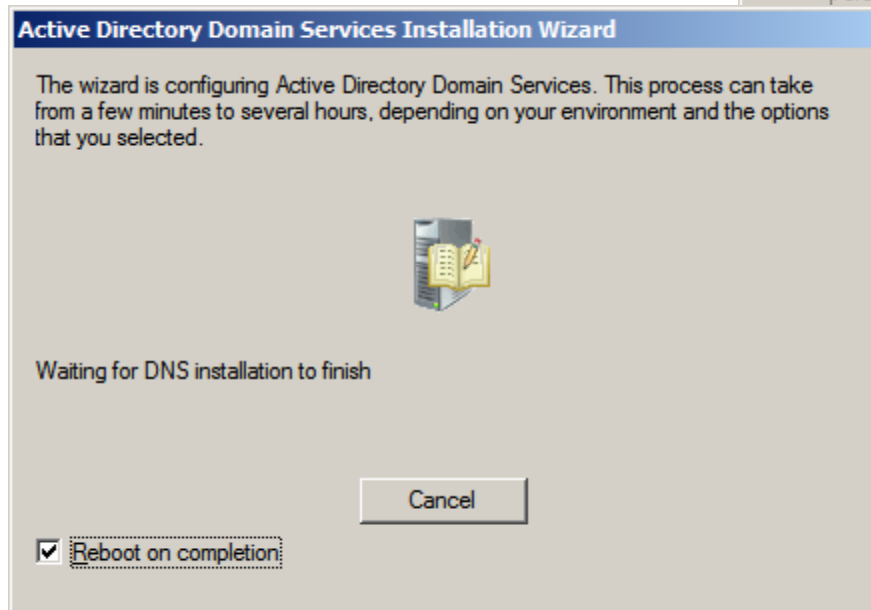 Active Directory Domain Services Installation Wizard
The wizard is configuring Active Directory Domain Services. This process can take
from a few minutes to several hours, depending on your environment and the options
that you selected.
Waiting for DNS installation to finish
Cancel
Reboot on completion